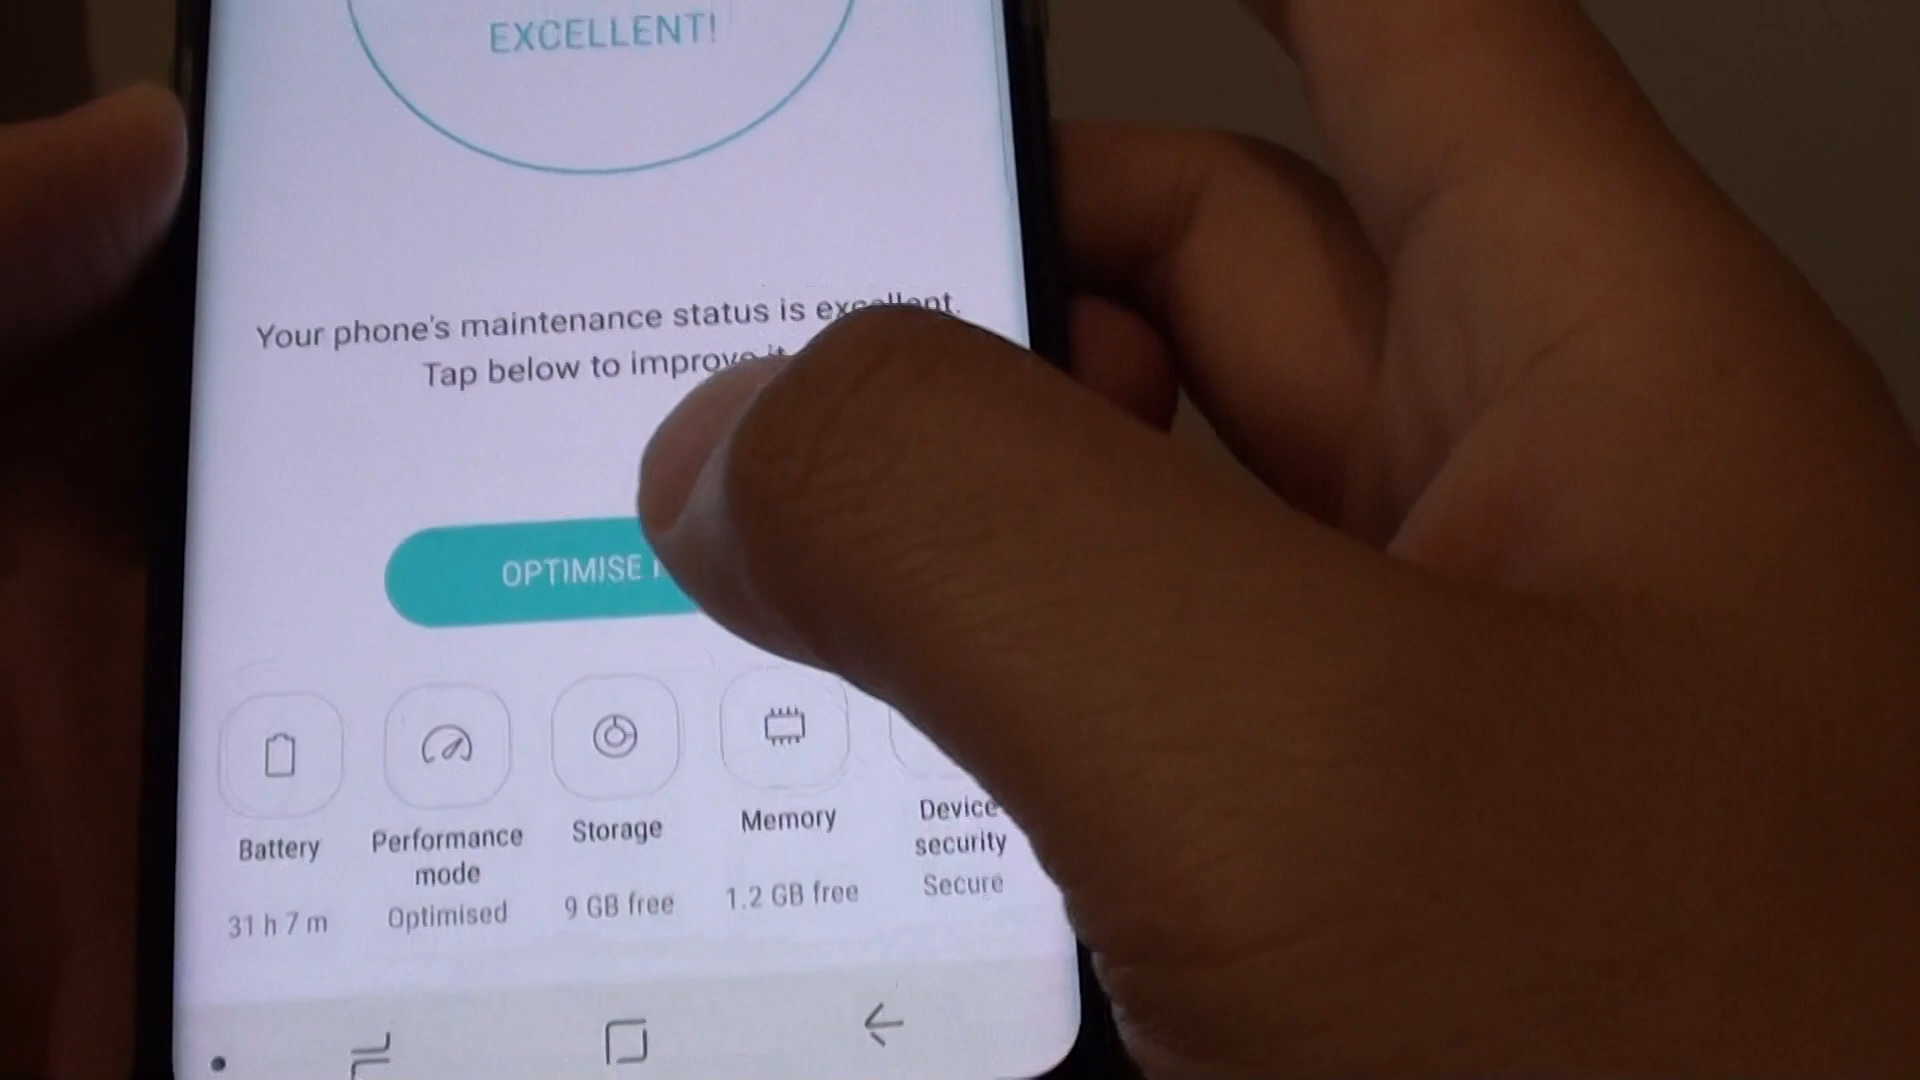 EXCELLENT!
Your phone's maintenance status is excellent.
Tap below to improve it
OPTIMISE
Battery
Performance mode
Storage
Memory
Device security
31 h 7 m
Optimised
9 GB free
1.2 GB free
Secure